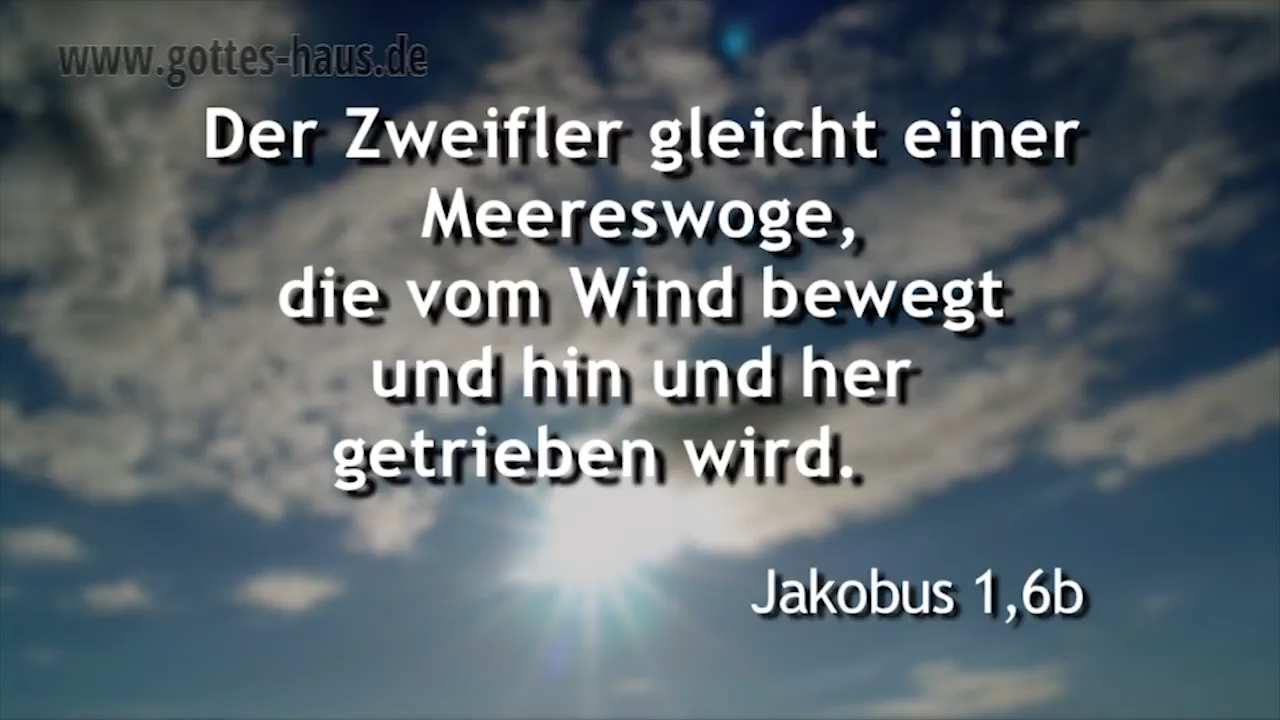 www.gottes-haus.de
Der Zweifler gleicht einer
Meereswoge,
die vom Wind bewegt
und hin und her
getrieben wird.
Jakobus 1,6b